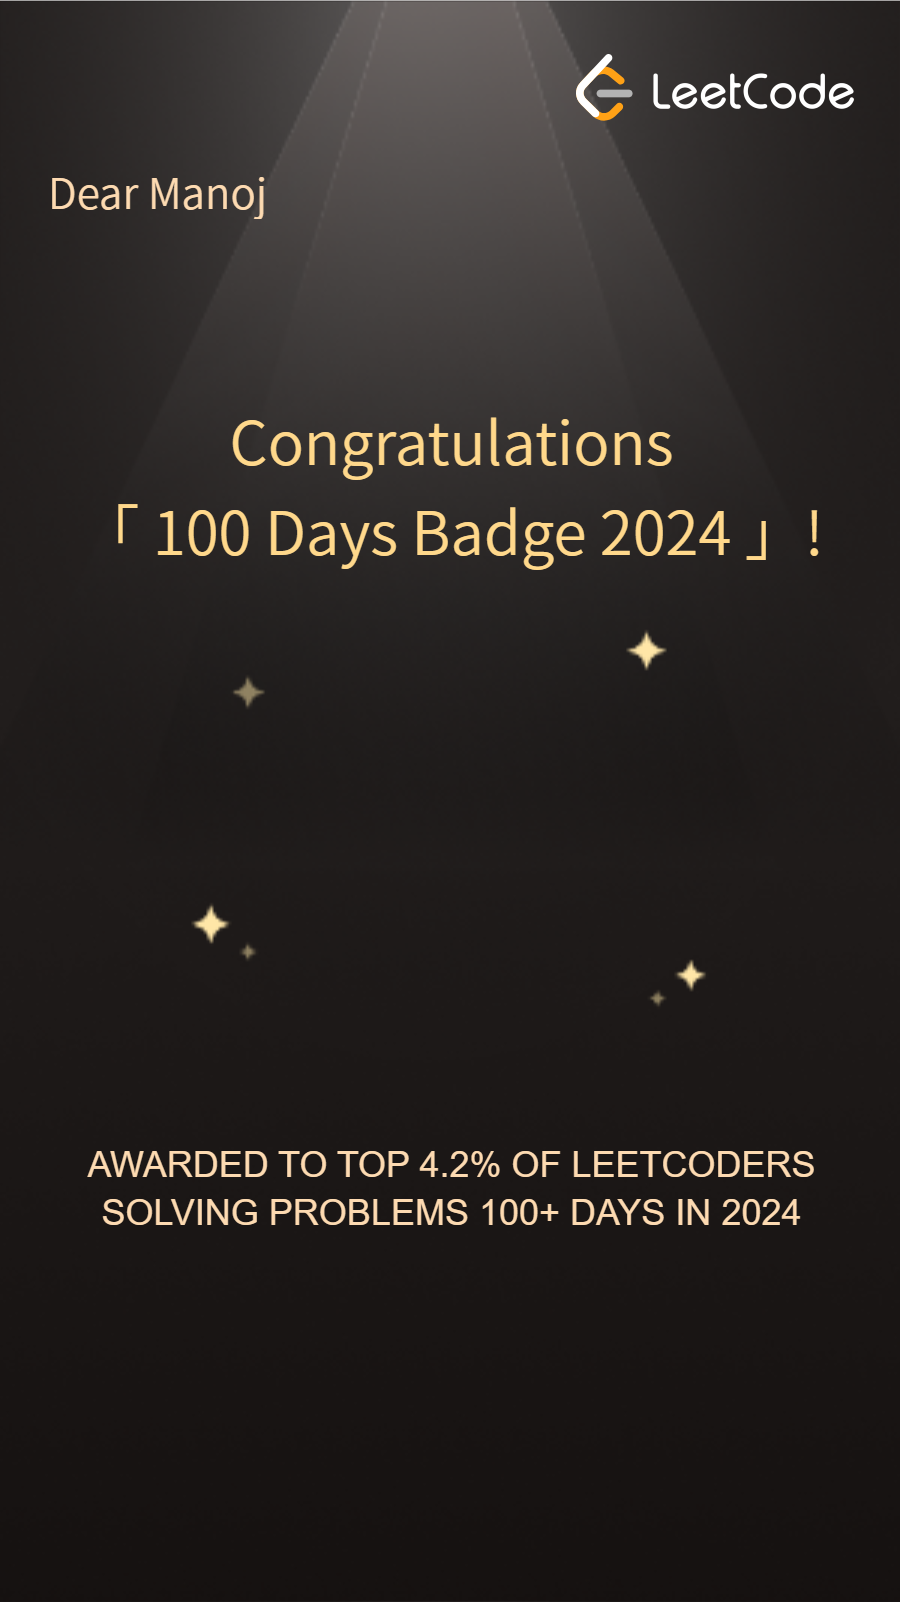 LeetCode
Dear Manoj
Congratulations
「 100 Days Badge 2024 」!
AWARDED TO TOP 4.2% OF LEETCODERS
SOLVING PROBLEMS 100+ DAYS IN 2024